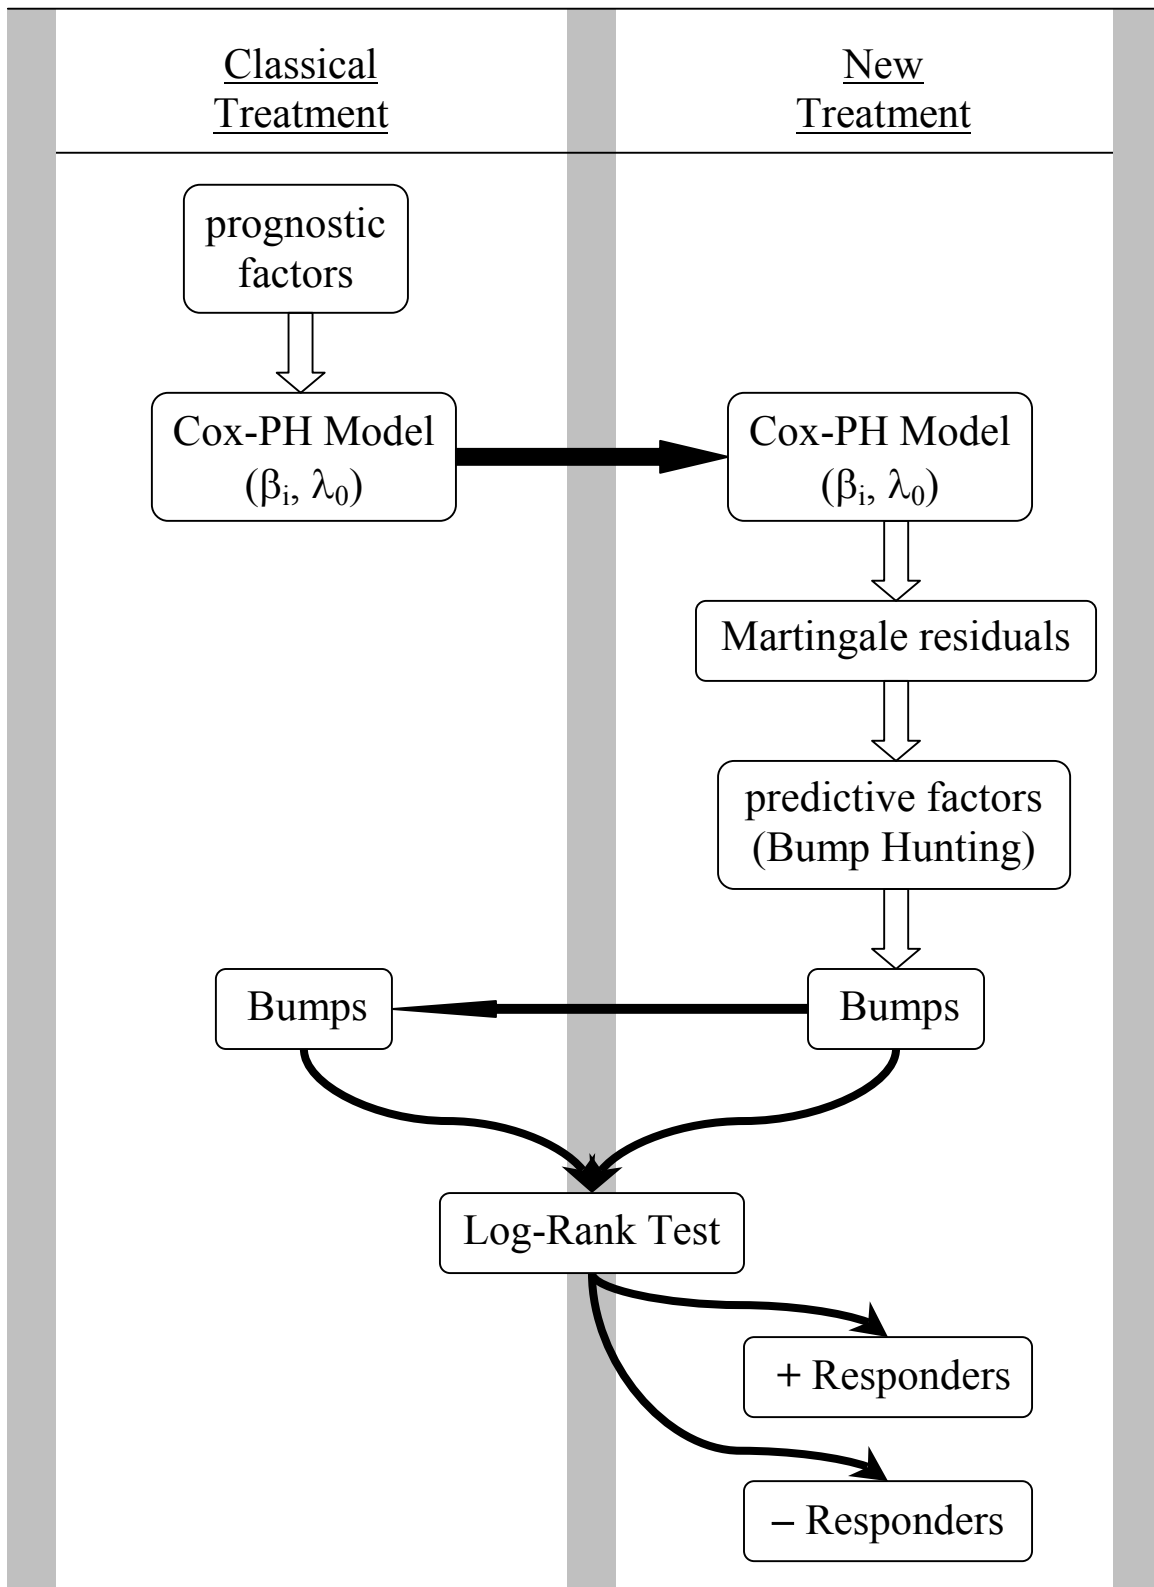 Classical
Treatment
New
Treatment
prognostic
factors
Cox-PH Model
(βi, λ0)
Cox-PH Model
(βi, λ0)
Martingale residuals
predictive factors
(Bump Hunting)
Bumps
Bumps
Log-Rank Test
+ Responders
– Responders